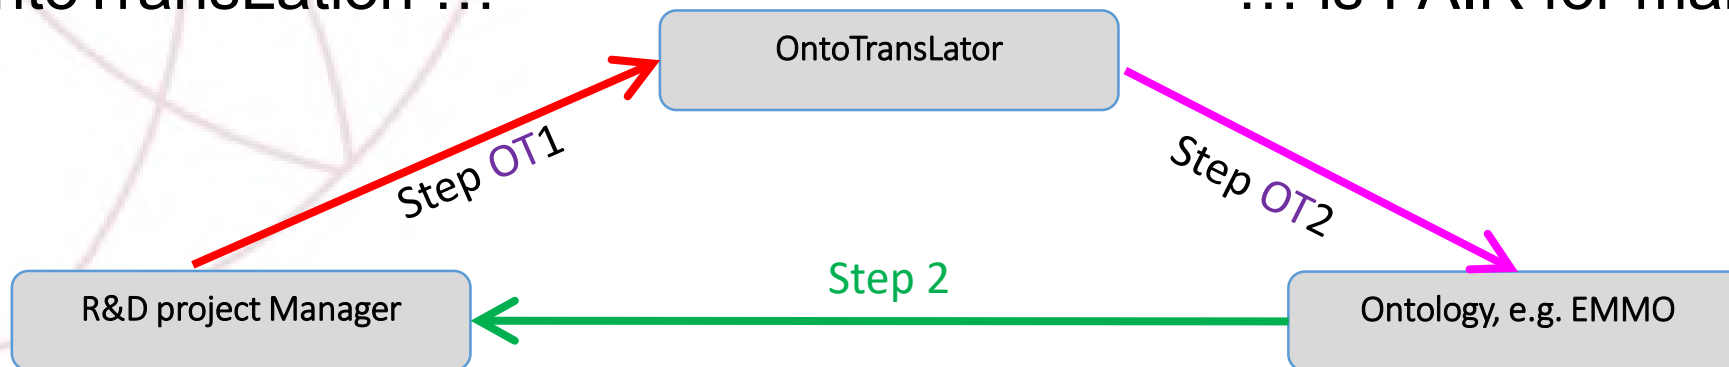 OntoTransLator
Step OT1
Step OT2
Step 2
R&D project Manager
Ontology, e.g. EMMO